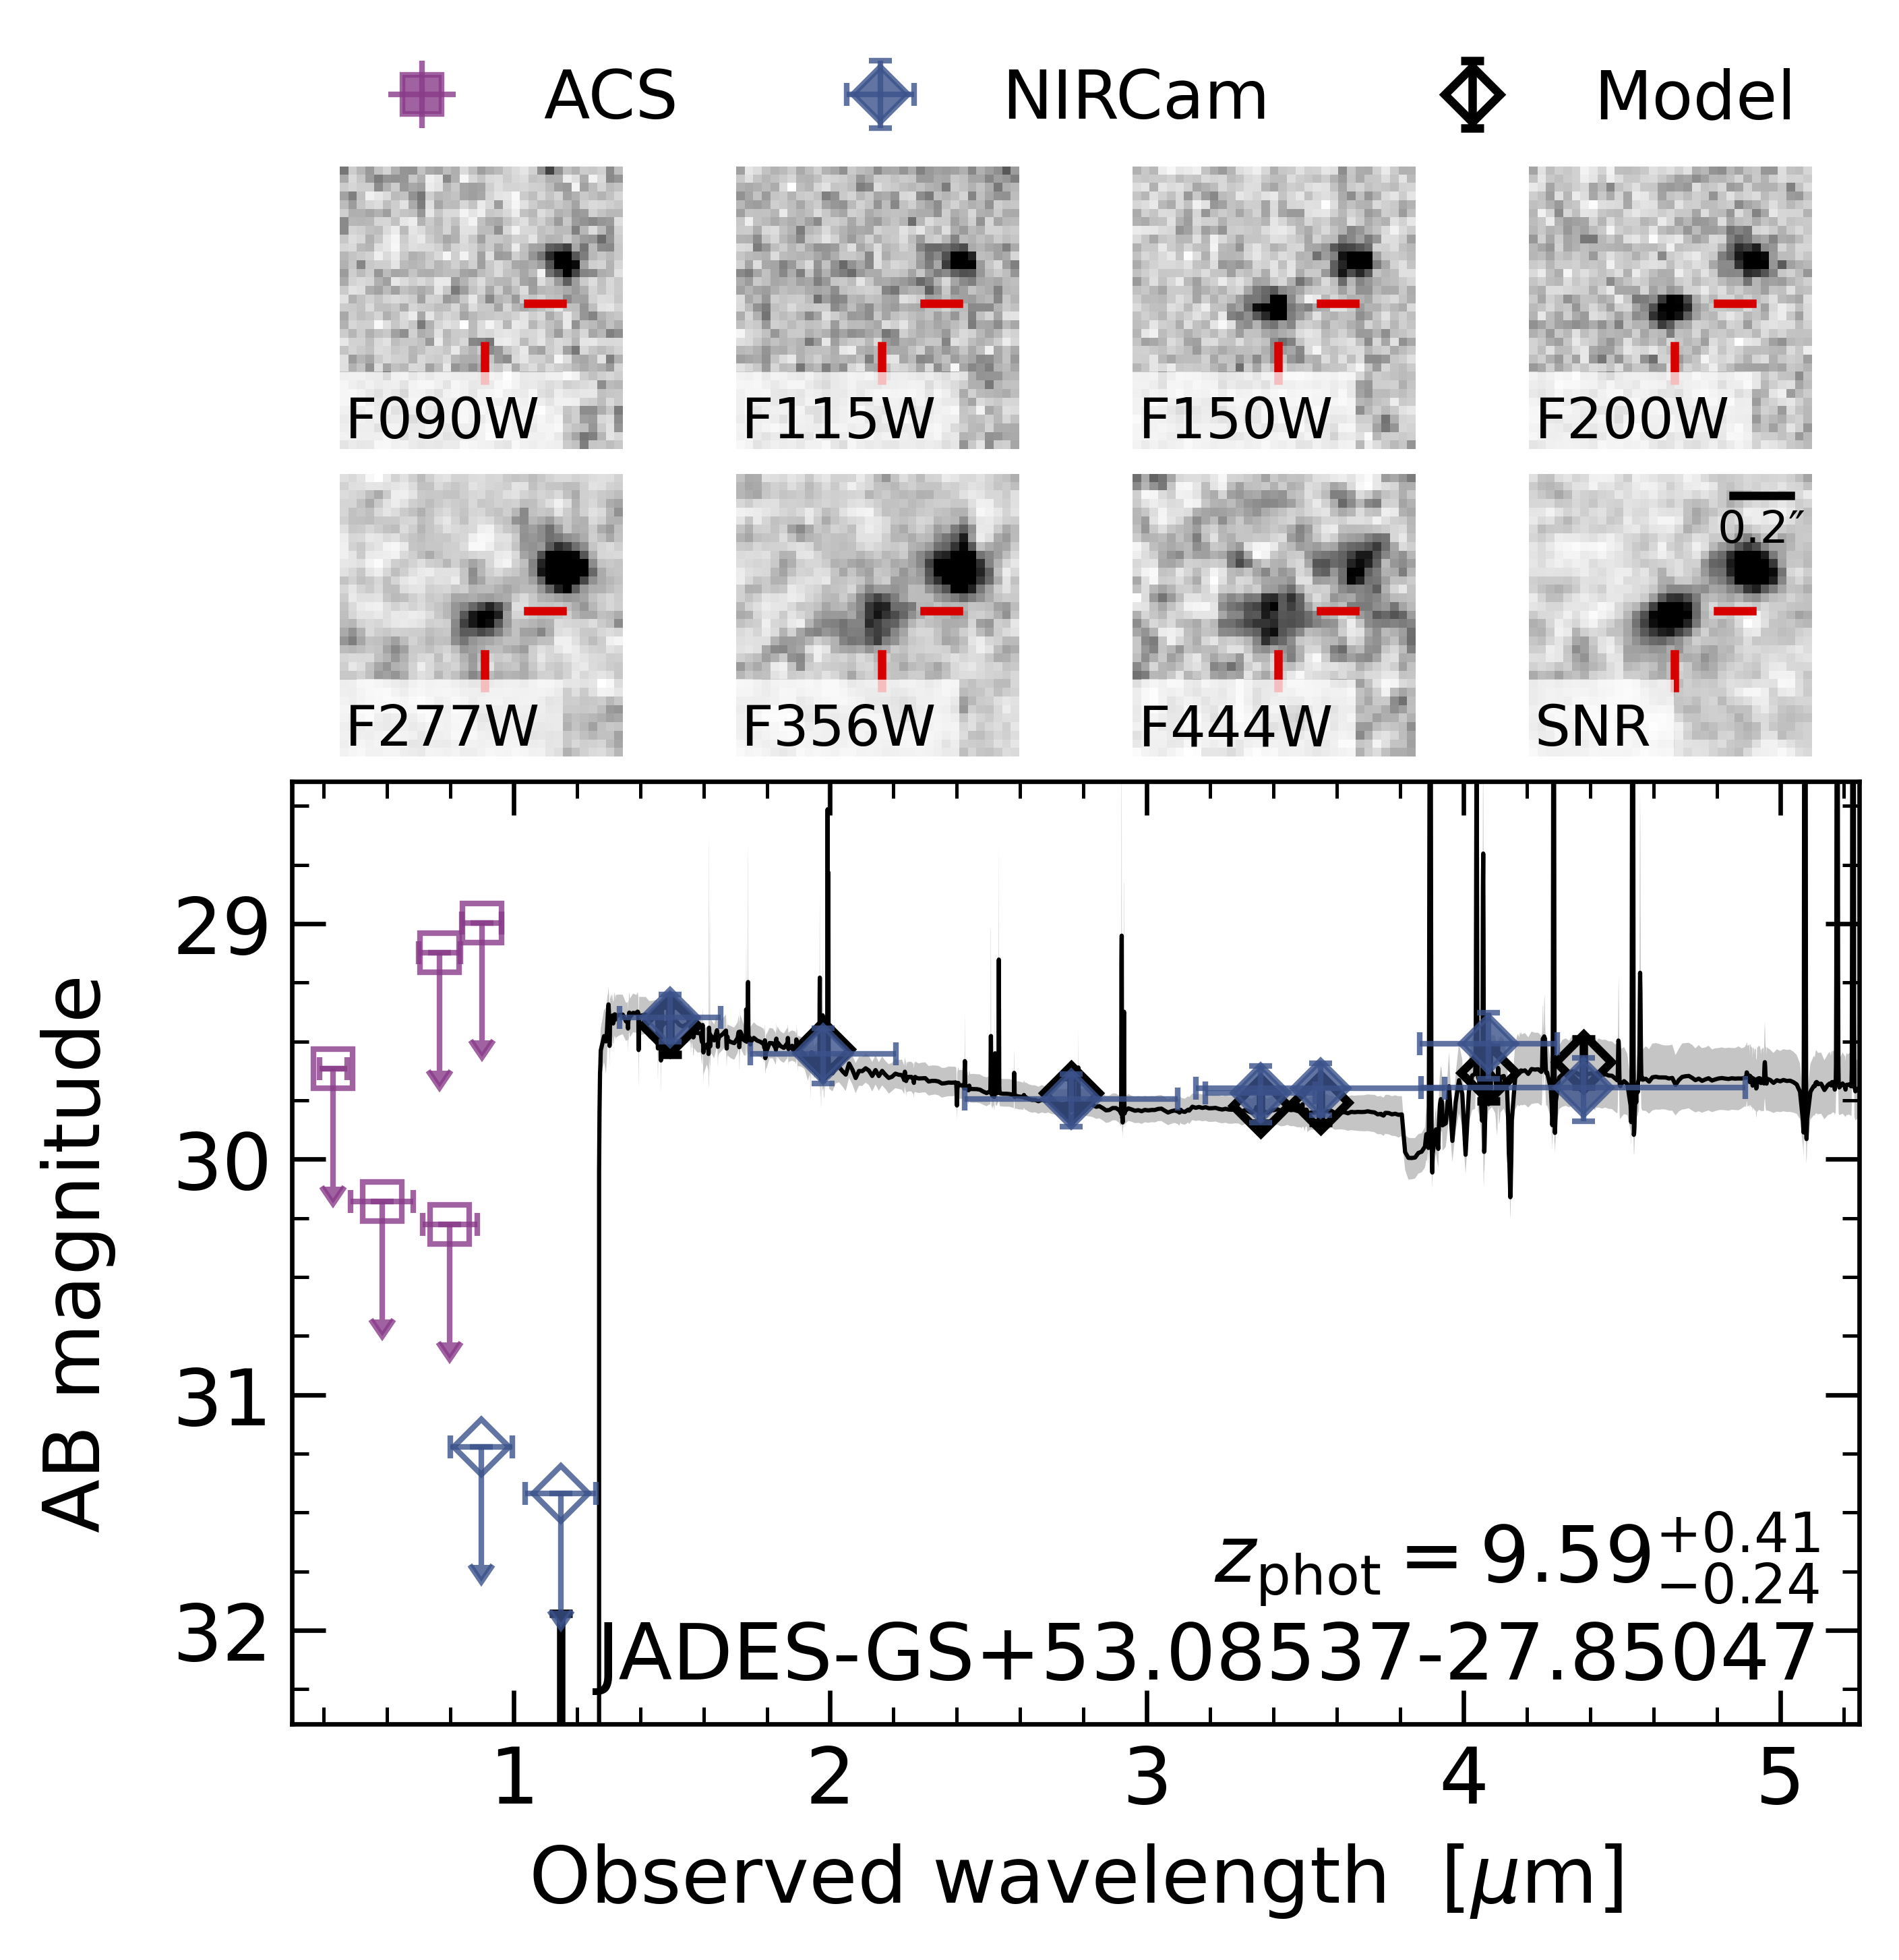 ACS NIRCam Model
F090W F115W F150W F200W
0.2″
F277W F356W F444W SNR
29
30
31
32
AB magnitude
z_phot = 9.59^{+0.41}_{−0.24}
JADES-GS+53.08537-27.85047
1 2 3 4 5
Observed wavelength [μm]